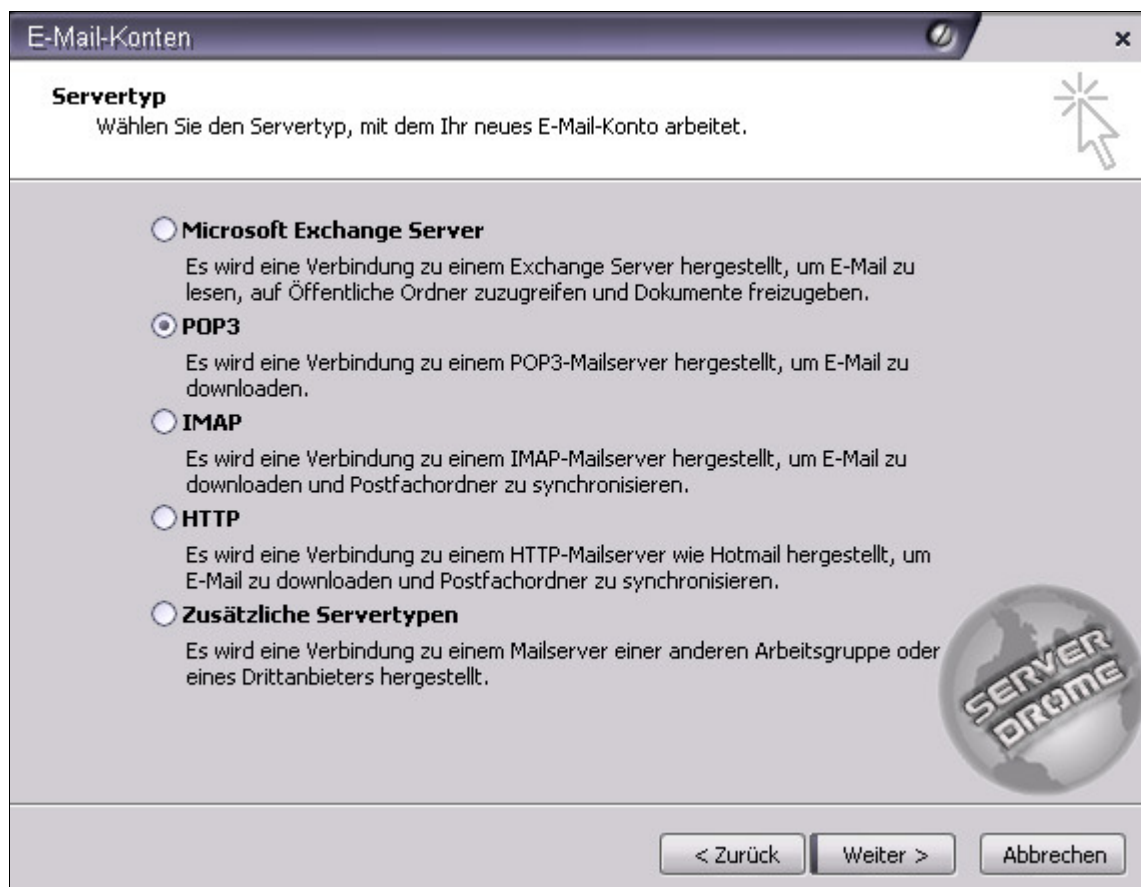 E-Mail-Konten
Servertyp
Wählen Sie den Servertyp, mit dem Ihr neues E-Mail-Konto arbeitet.
Microsoft Exchange Server
Es wird eine Verbindung zu einem Exchange Server hergestellt, um E-Mail zu
lesen, auf Öffentliche Ordner zuzugreifen und Dokumente freizugeben.
POP3
Es wird eine Verbindung zu einem POP3-Mailserver hergestellt, um E-Mail zu
downloaden.
IMAP
Es wird eine Verbindung zu einem IMAP-Mailserver hergestellt, um E-Mail zu
downloaden und Postfachordner zu synchronisieren.
HTTP
Es wird eine Verbindung zu einem HTTP-Mailserver wie Hotmail hergestellt, um
E-Mail zu downloaden und Postfachordner zu synchronisieren.
Zusätzliche Servertypen
Es wird eine Verbindung zu einem Mailserver einer anderen Arbeitsgruppe oder
eines Drittanbieters hergestellt.
SERVER
DROME
< Zurück
Weiter >
Abbrechen